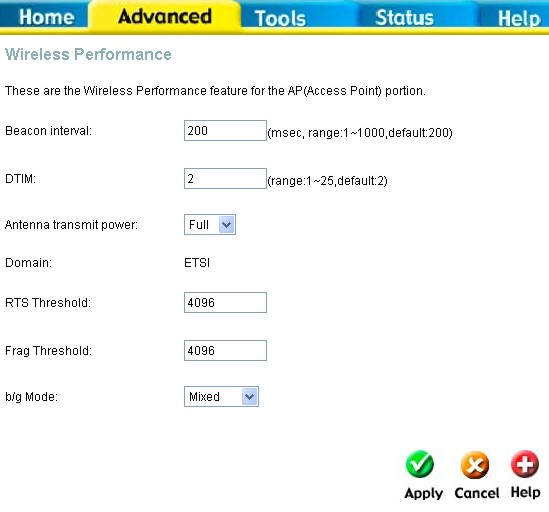 Home Advanced Tools Status Help
Wireless Performance
These are the Wireless Performance feature for the AP(Access Point) portion.
Beacon interval: 200 (msec, range:1~1000,default:200)
DTIM: 2 (range:1~25,default:2)
Antenna transmit power: Full
Domain: ETSI
RTS Threshold: 4096
Frag Threshold: 4096
b/g Mode: Mixed
Apply Cancel Help